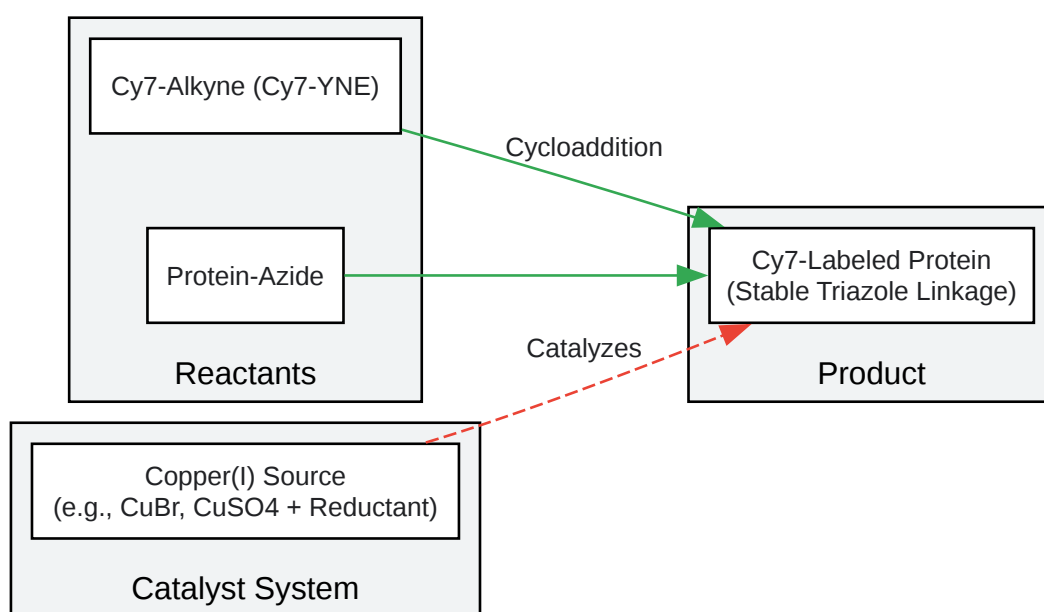 Cy7-Alkyne (Cy7-YNE)
Cycloaddition
Protein-Azide
Cy7-Labeled Protein
(Stable Triazole Linkage)
Reactants
Catalyzes
Product
Copper(I) Source
(e.g., CuBr, CuSO4 + Reductant)
Catalyst System